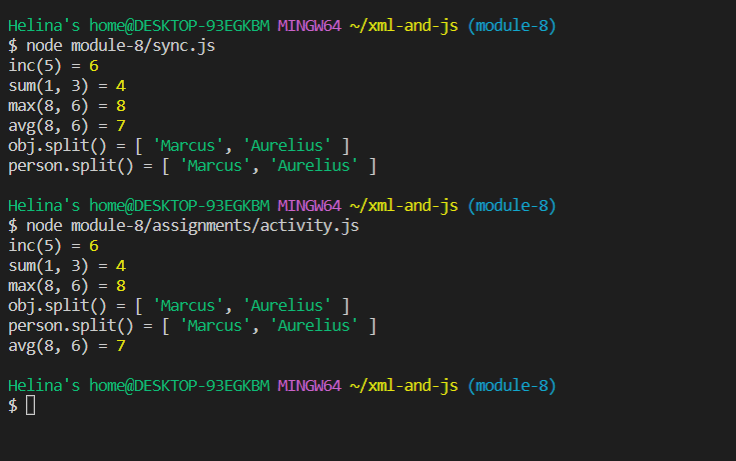 Helina's home@DESKTOP-93EGKBM MINGW64 ~/xml-and-js (module-8)
$ node module-8/sync.js
inc(5) = 6
sum(1, 3) = 4
max(8, 6) = 8
avg(8, 6) = 7
obj.split() = [ 'Marcus', 'Aurelius' ]
person.split() = [ 'Marcus', 'Aurelius' ]
Helina's home@DESKTOP-93EGKBM MINGW64 ~/xml-and-js (module-8)
$ node module-8/assignments/activity.js
inc(5) = 6
sum(1, 3) = 4
max(8, 6) = 8
obj.split() = [ 'Marcus', 'Aurelius' ]
person.split() = [ 'Marcus', 'Aurelius' ]
avg(8, 6) = 7
Helina's home@DESKTOP-93EGKBM MINGW64 ~/xml-and-js (module-8)
$